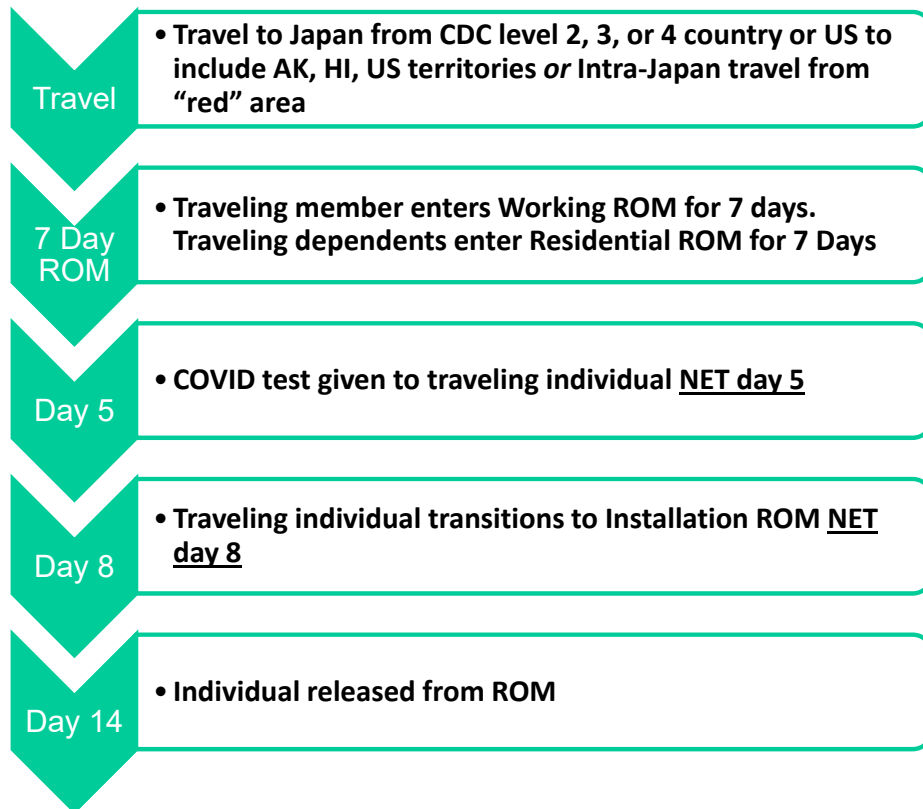 Travel
• Travel to Japan from CDC level 2, 3, or 4 country or US to
include AK, HI, US territories or Intra-Japan travel from
“red” area
7 Day
ROM
• Traveling member enters Working ROM for 7 days.
Traveling dependents enter Residential ROM for 7 Days
Day 5
• COVID test given to traveling individual NET day 5
Day 8
• Traveling individual transitions to Installation ROM NET
day 8
Day 14
• Individual released from ROM